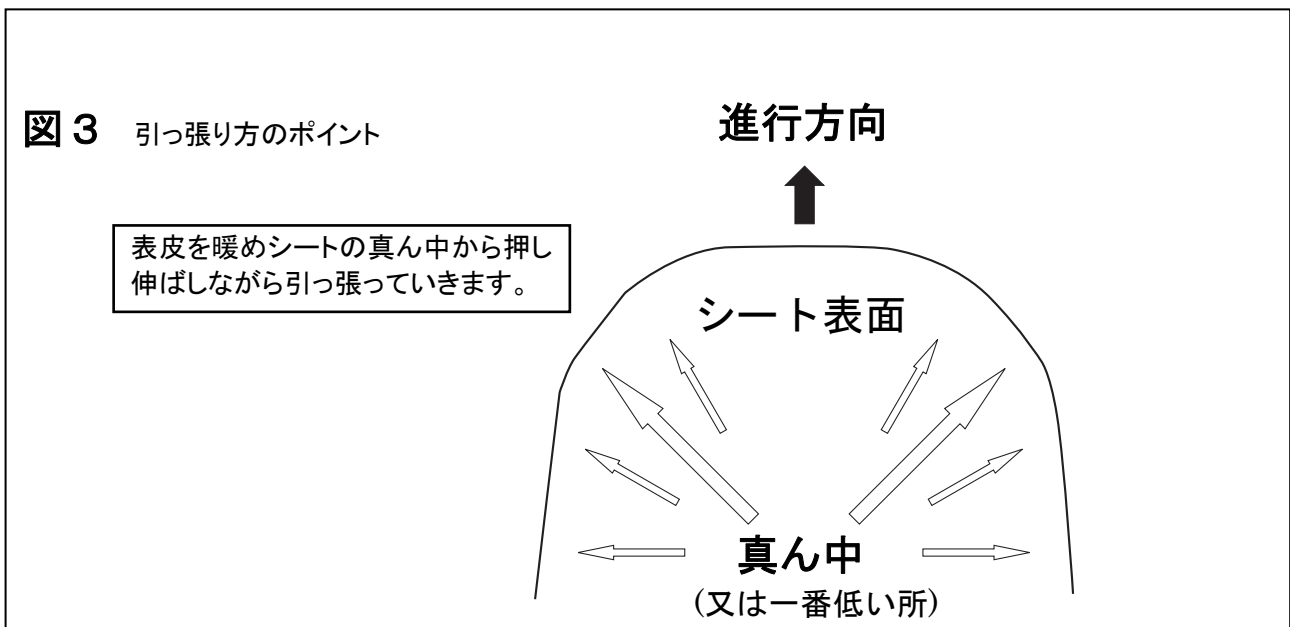 図３ 引っ張り方のポイント
進行方向
表皮を暖めシートの真ん中から押し
伸ばしながら引っ張っていきます。
シート表面
真ん中
(又は一番低い所)